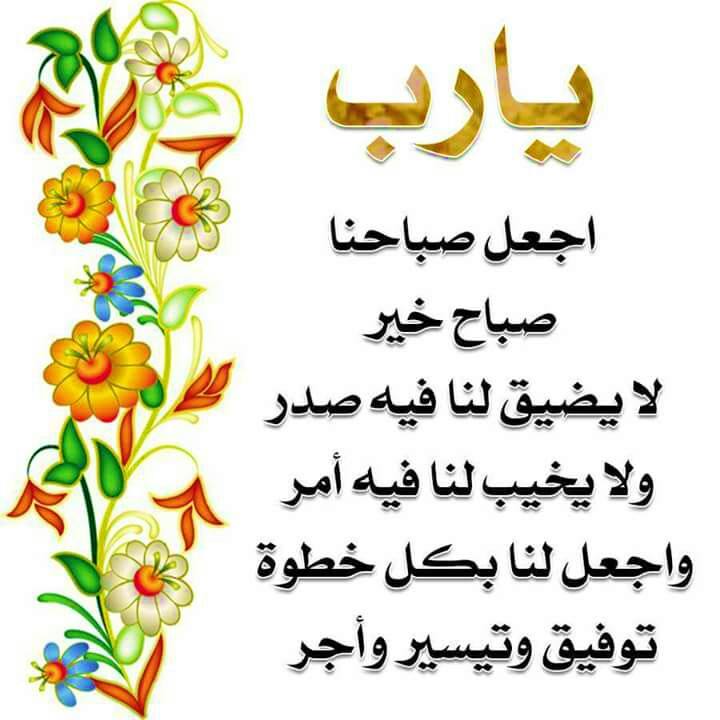 يارب
اجعل صباحنا
صباح خير
لا يضيق لنا فيه صدر
ولا يخيب لنا فيه أمر
واجعل لنا بكل خطوة
توفيق وتيسير وأجر